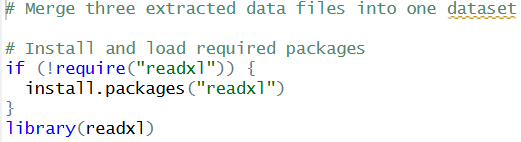 # Merge three extracted data files into one dataset
# Install and load required packages
if (!require("readxl")) {
  install.packages("readxl")
}
library(readxl)